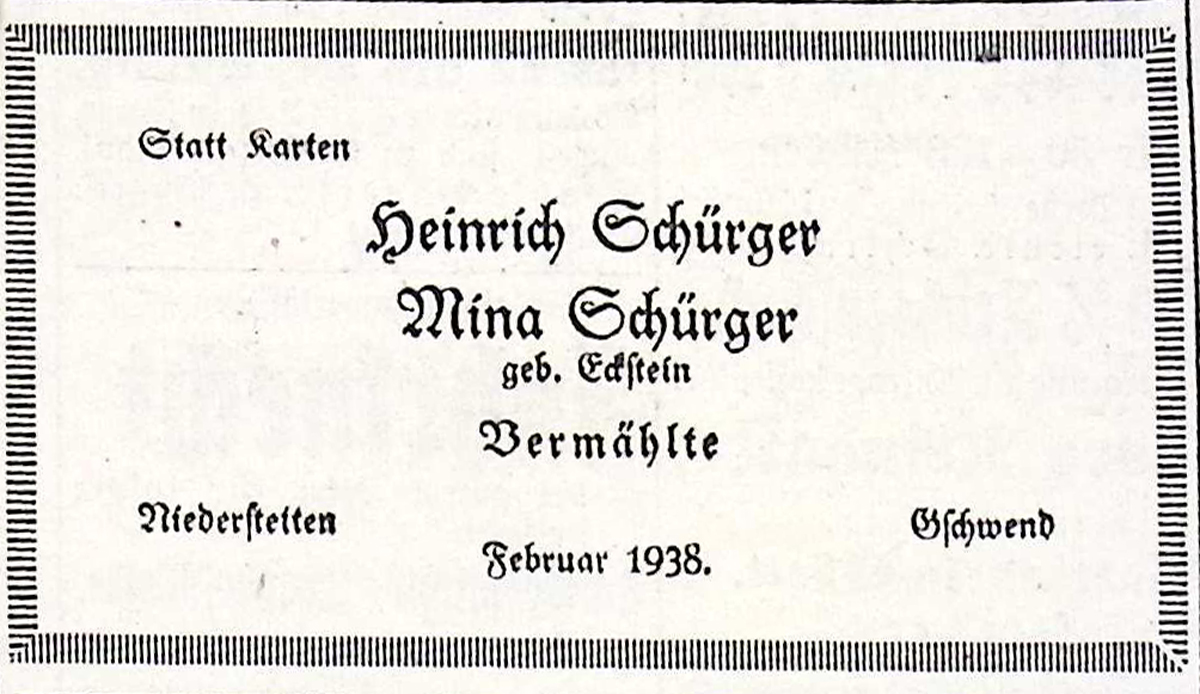 Statt Karten
Heinrich Schürger
Mina Schürger
geb. Eckstein
Vermählte
Niederstetten Gschwend
Februar 1938.